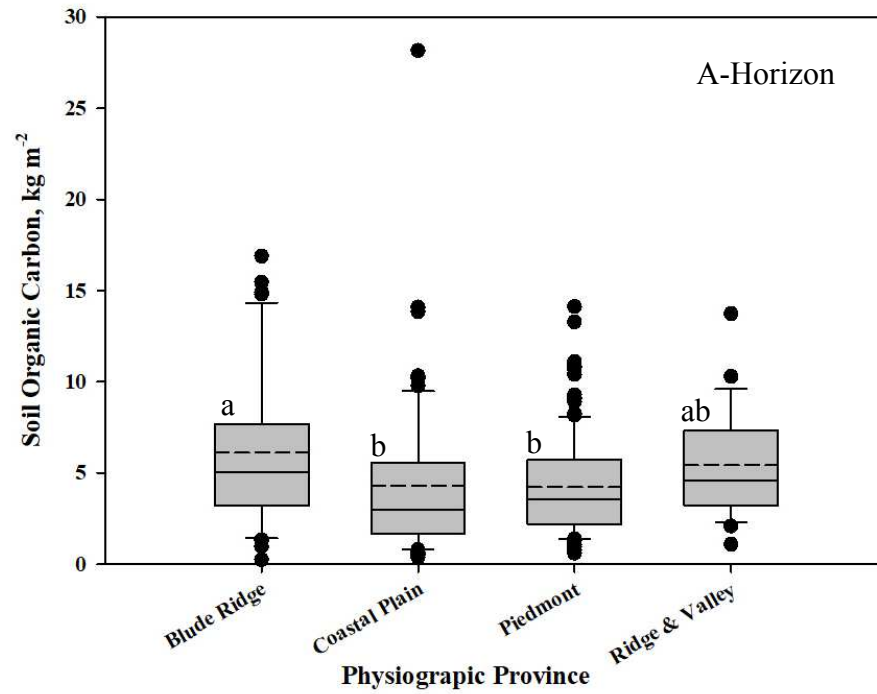 30
A-Horizon
25
20
15
10
5
0
Soil Organic Carbon, kg m⁻²
a
b
b
ab
Blude Ridge
Coastal Plain
Piedmont
Ridge & Valley
Physiograpic Province